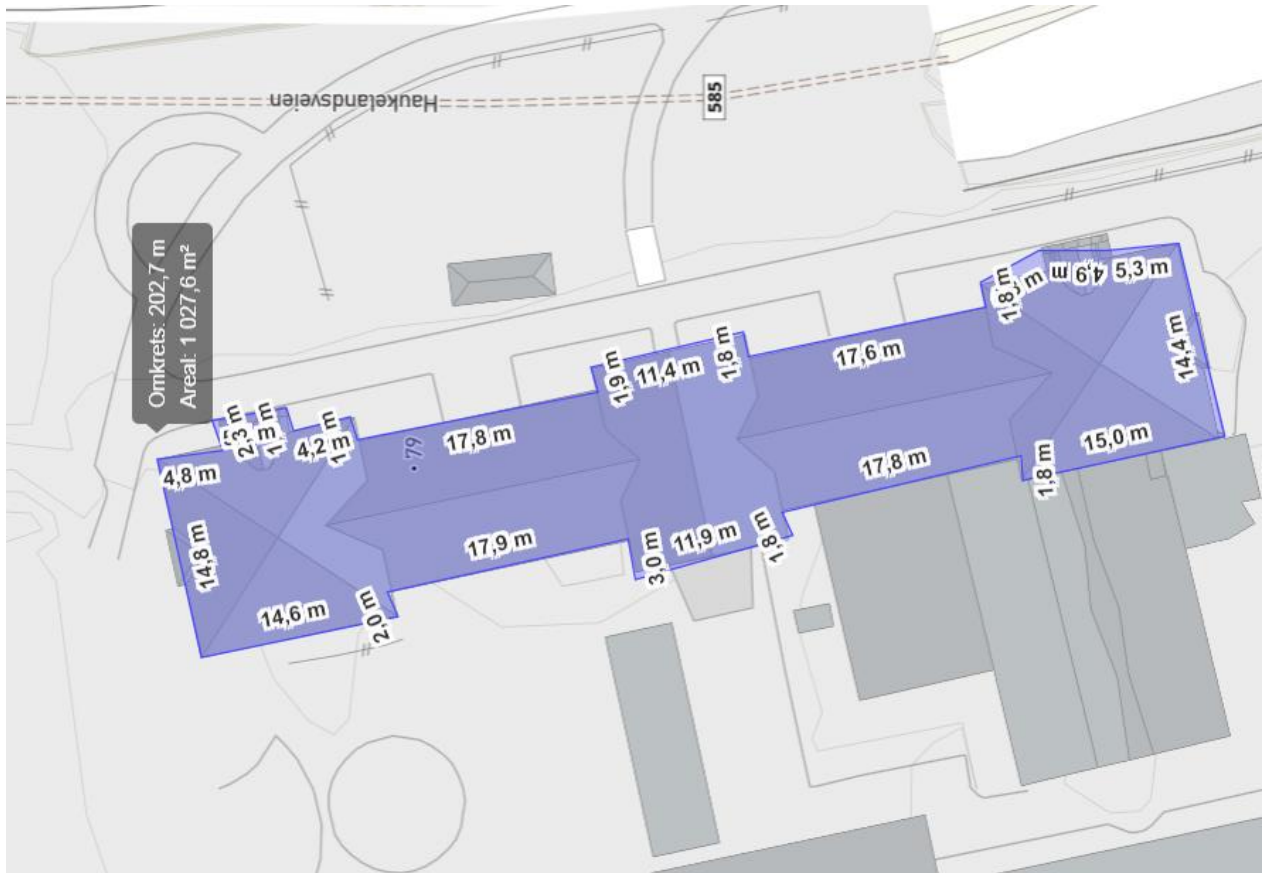 Haukelandsveien
585
Omkrets: 202,7 m
Areal: 1 027,6 m²
1,8 m
4,9 m
5,3 m
14,4 m
17,6 m
1,8 m
11,4 m
1,9 m
2,3 m
4,2 m
4,8 m
17,8 m
79
15,0 m
1,8 m
17,8 m
1,8 m
11,9 m
3,0 m
17,9 m
14,8 m
14,6 m
2,0 m